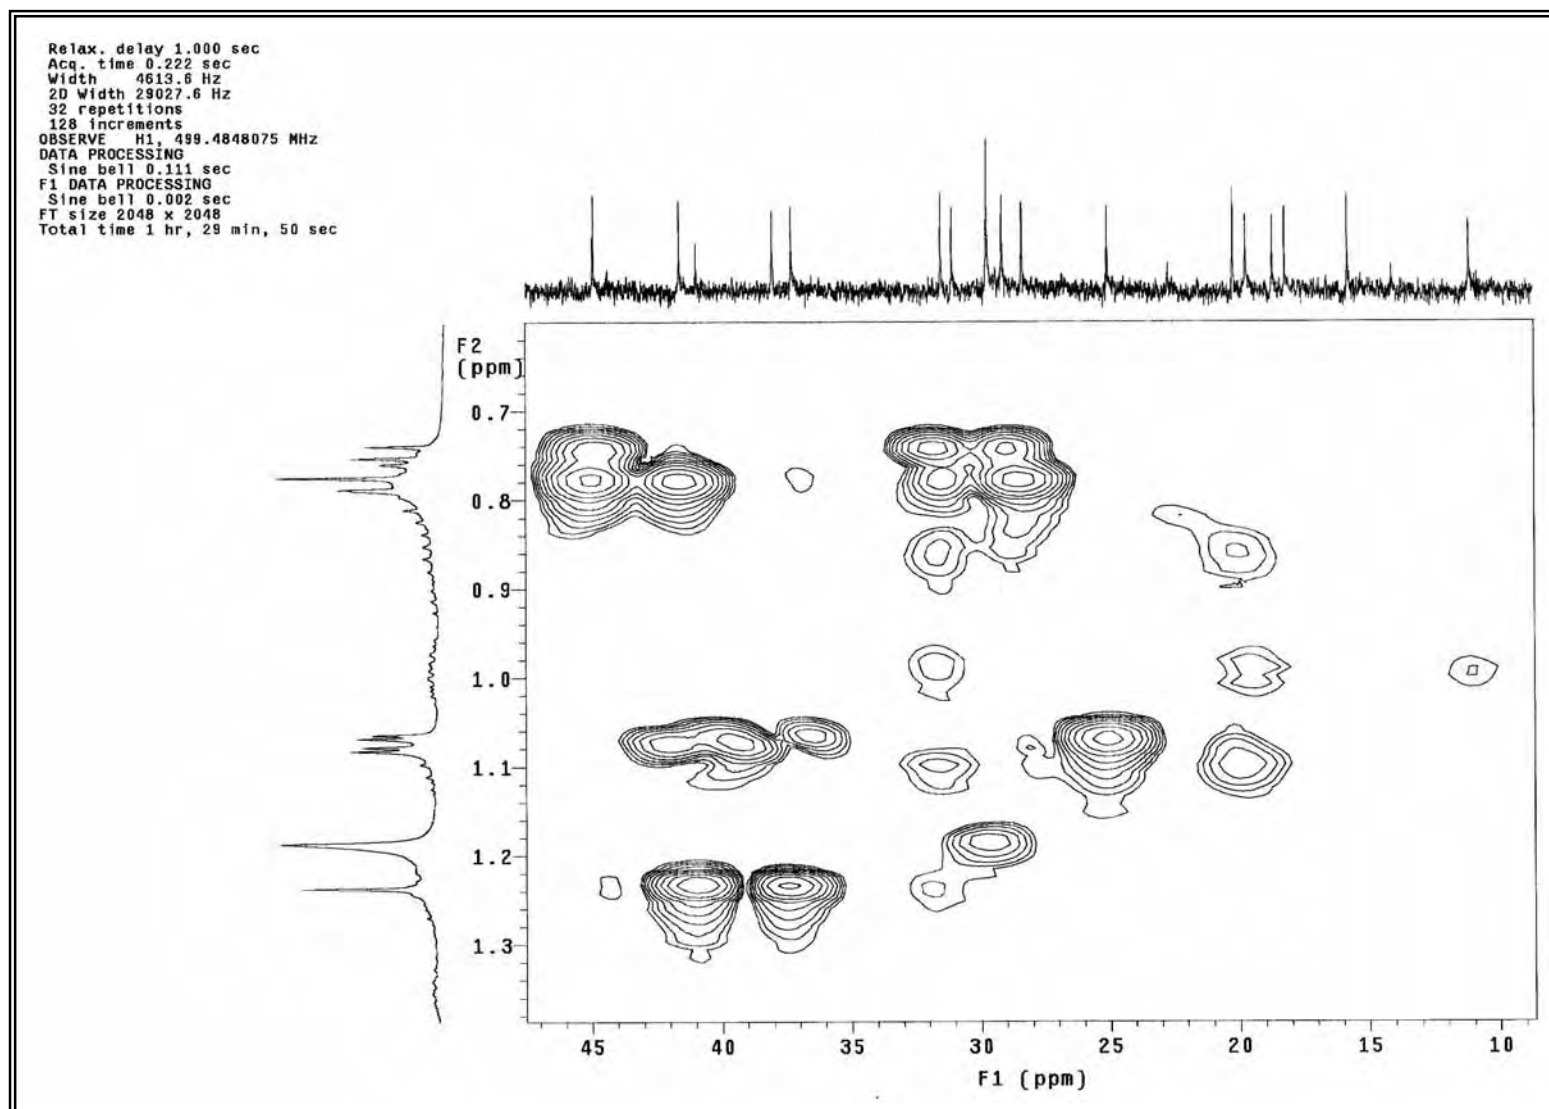 Relax. delay 1.000 sec
Acq. time 0.222 sec
Width 4613.6 Hz
2D Width 29027.6 Hz
32 repetitions
128 increments
OBSERVE H1, 499.4848075 MHz
DATA PROCESSING
Sine bell 0.111 sec
F1 DATA PROCESSING
Sine bell 0.002 sec
FT size 2048 x 2048
Total time 1 hr, 29 min, 50 sec
F2
(ppm)
0.7
0.8
0.9
1.0
1.1
1.2
1.3
45 40 35 30 25 20 15 10
F1 (ppm)